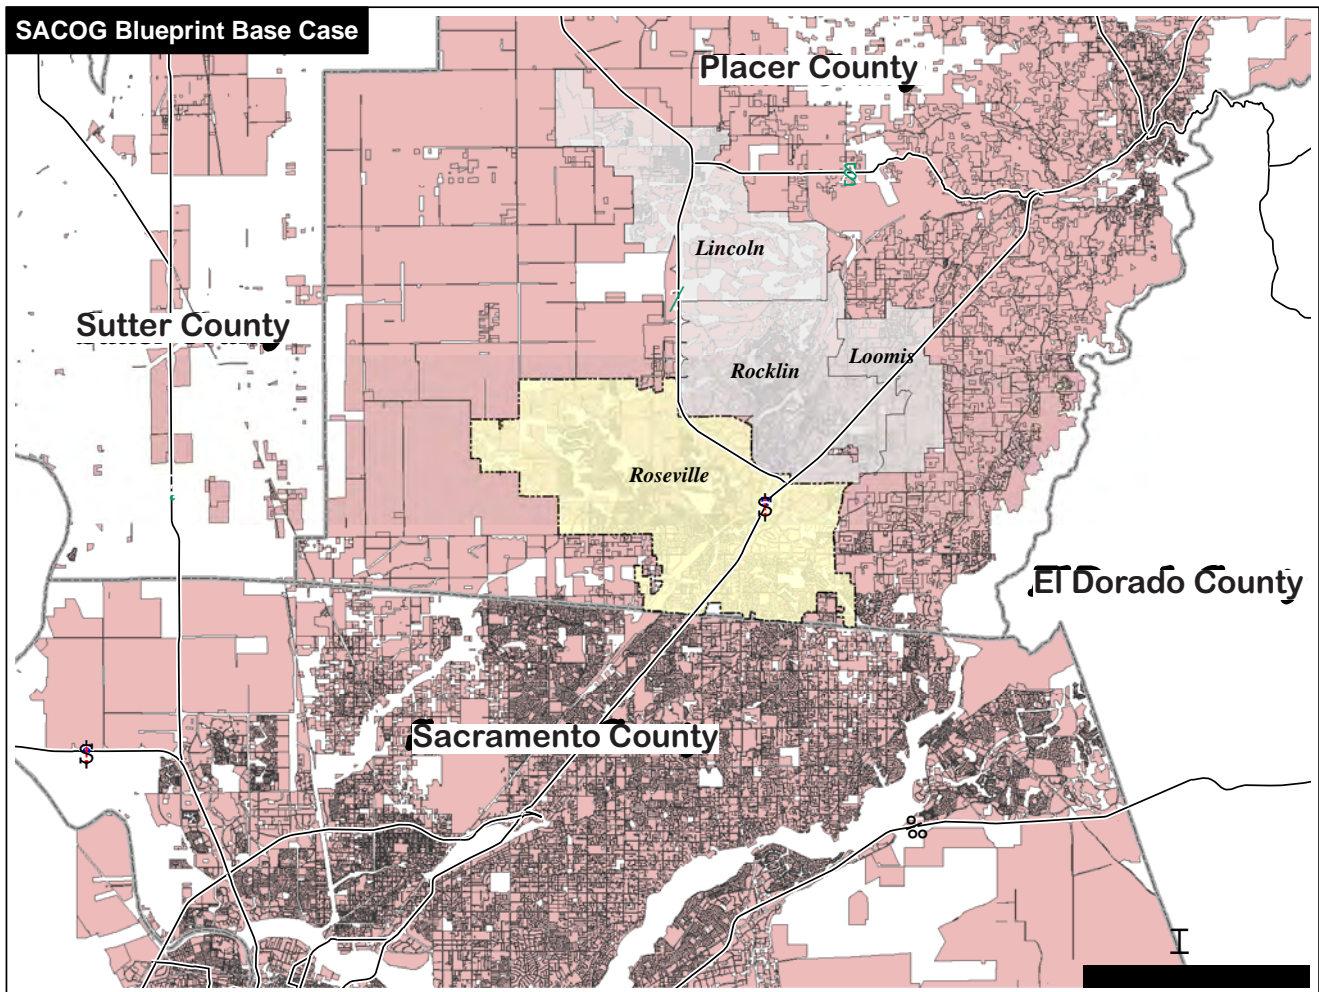 SACOG Blueprint Base Case
Placer County
Lincoln
Sutter County
Loomis
Rocklin
Roseville
El Dorado County
Sacramento County